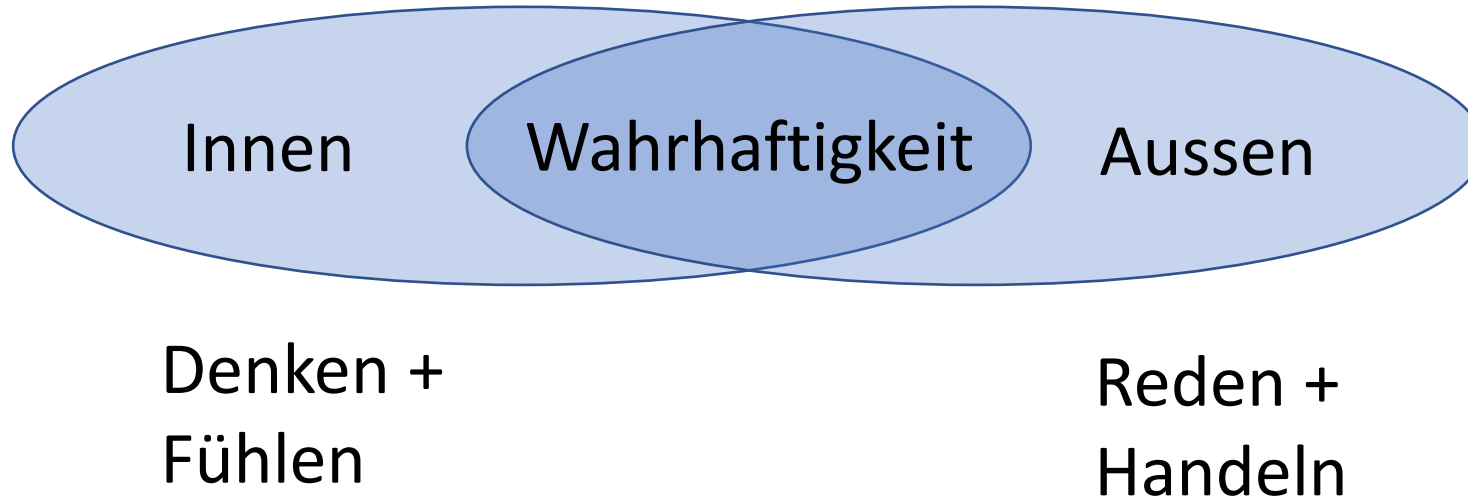 Innen
Wahrhaftigkeit
Aussen
Denken +
Fühlen
Reden +
Handeln